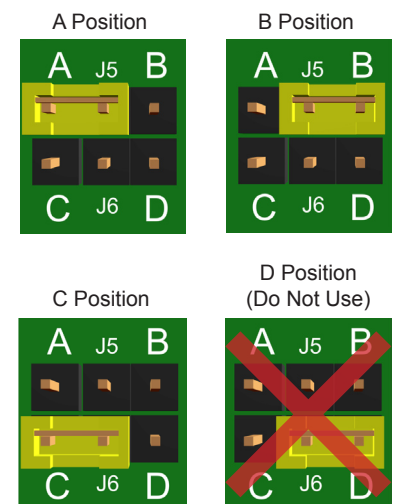 A Position
B Position
A J5 B
A J5 B
C J6 D
C J6 D
D Position
C Position
(Do Not Use)
A J5 B
A J5 B
C J6 D
C J6 D